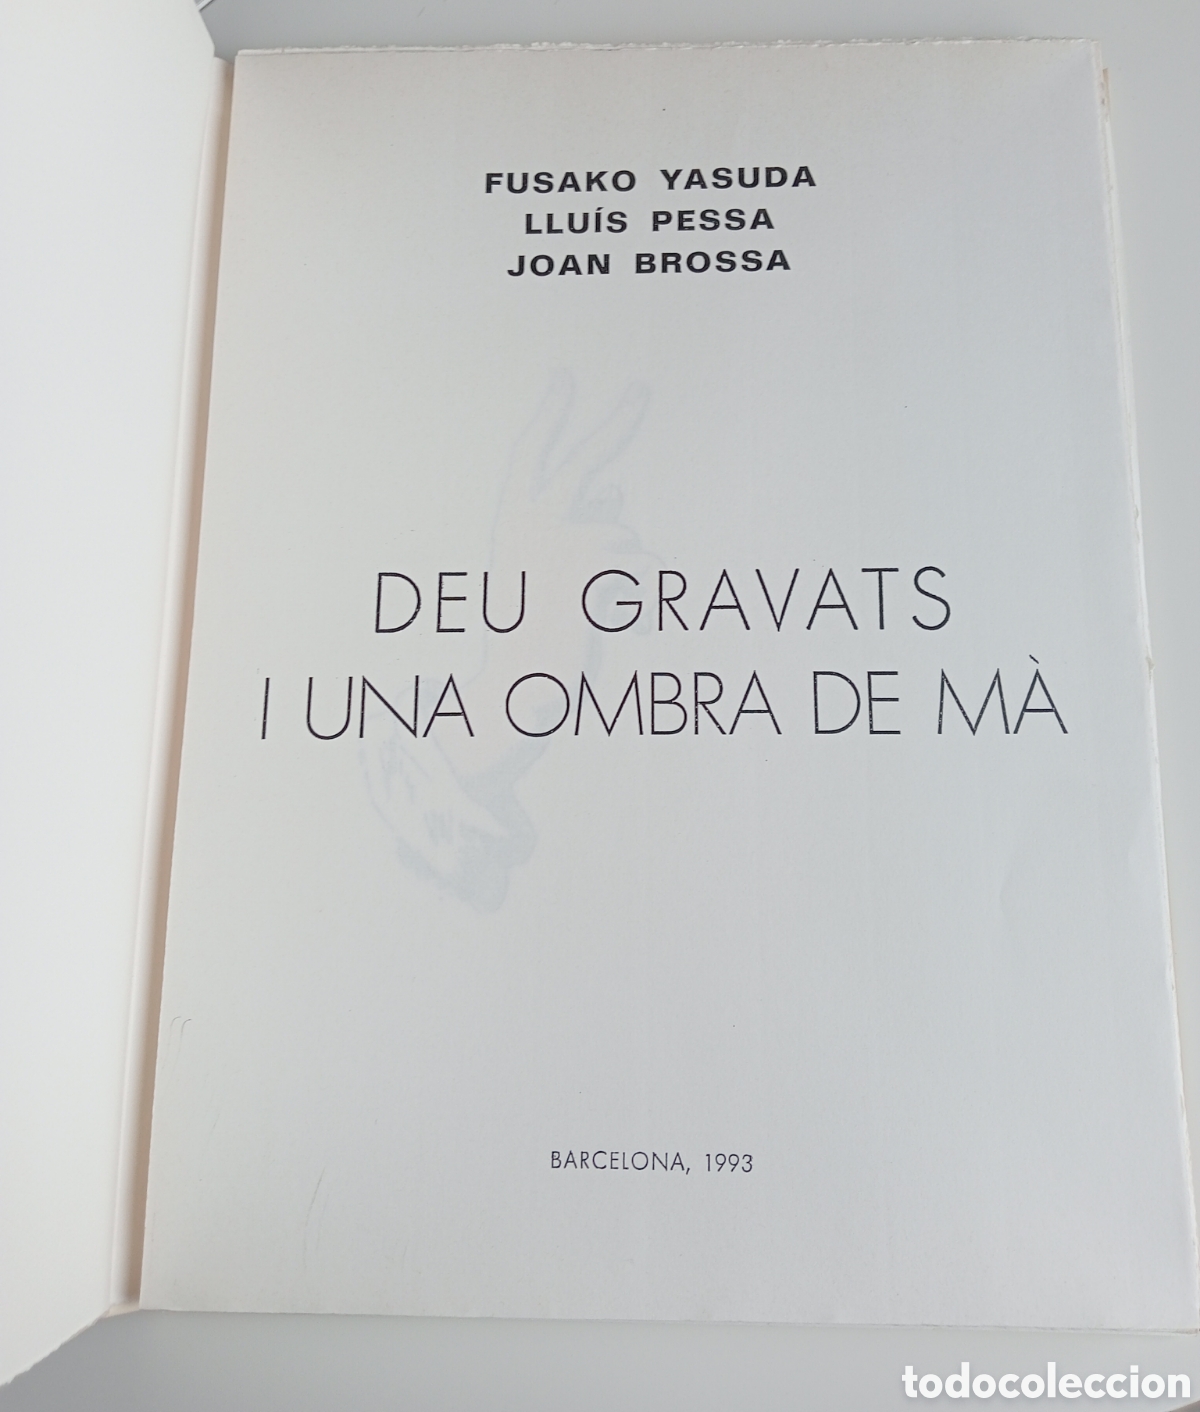 FUSAKO YASUDA
LLUÍS PESSA
JOAN BROSSA
DEU GRAVATS
I UNA OMBRA DE MÀ
BARCELONA, 1993
todocoleccion